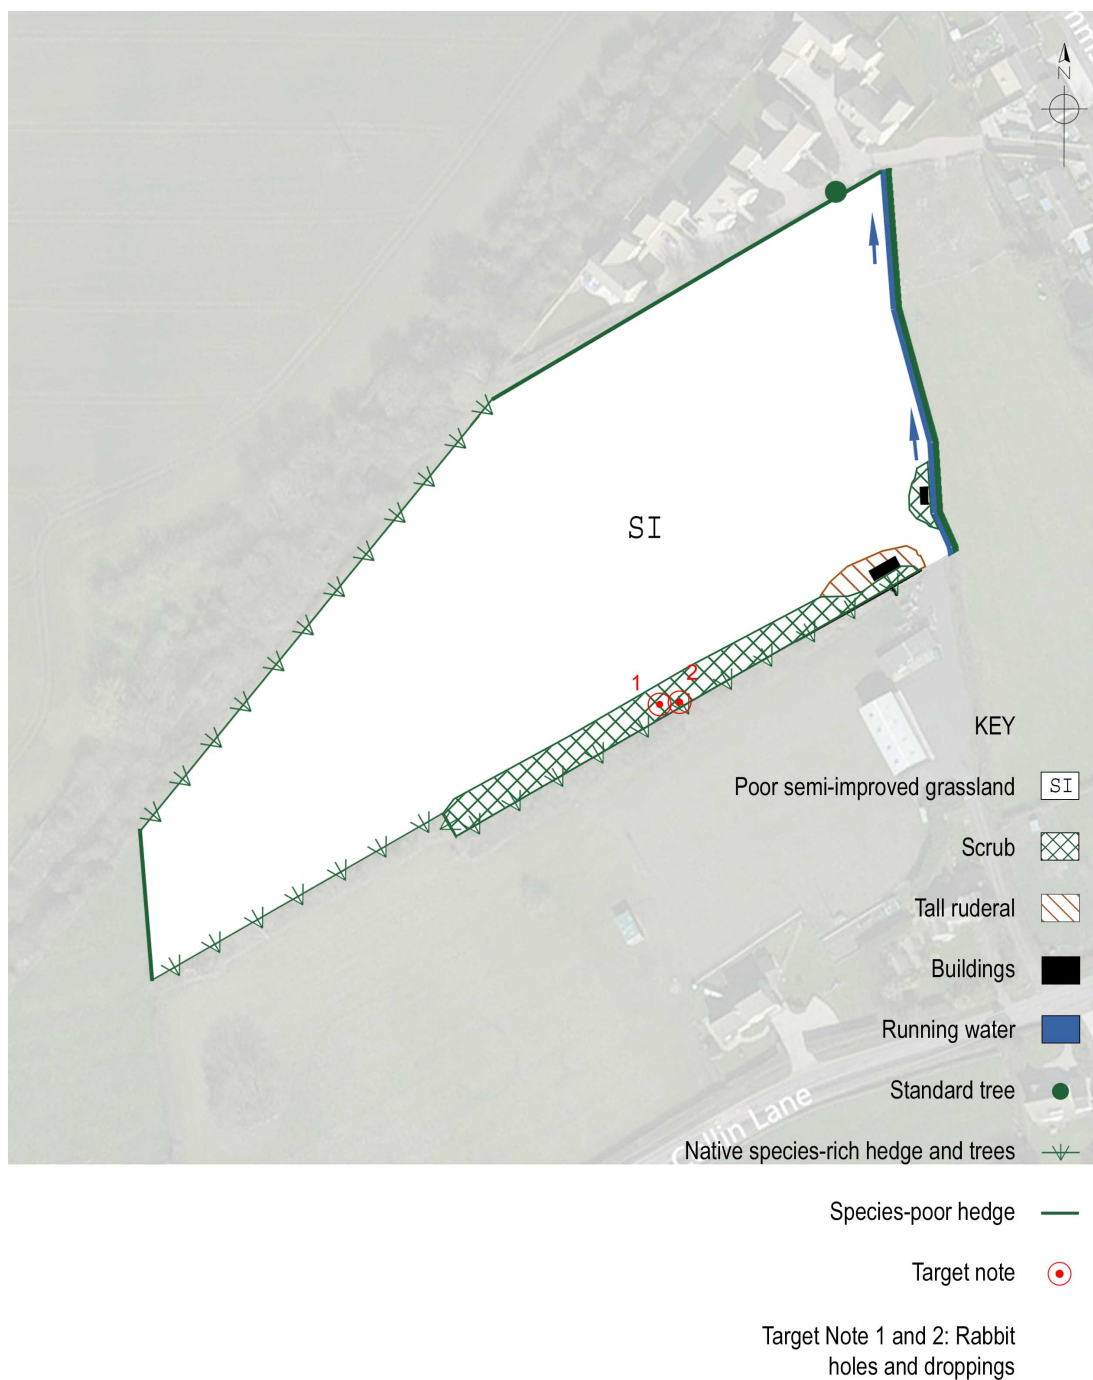 N
SI
1
2
KEY
Poor semi-improved grassland
SI
Scrub
Tall ruderal
Buildings
Running water
Standard tree
Lane
Native species-rich hedge and trees
Species-poor hedge
Target note
Target Note 1 and 2: Rabbit
holes and droppings